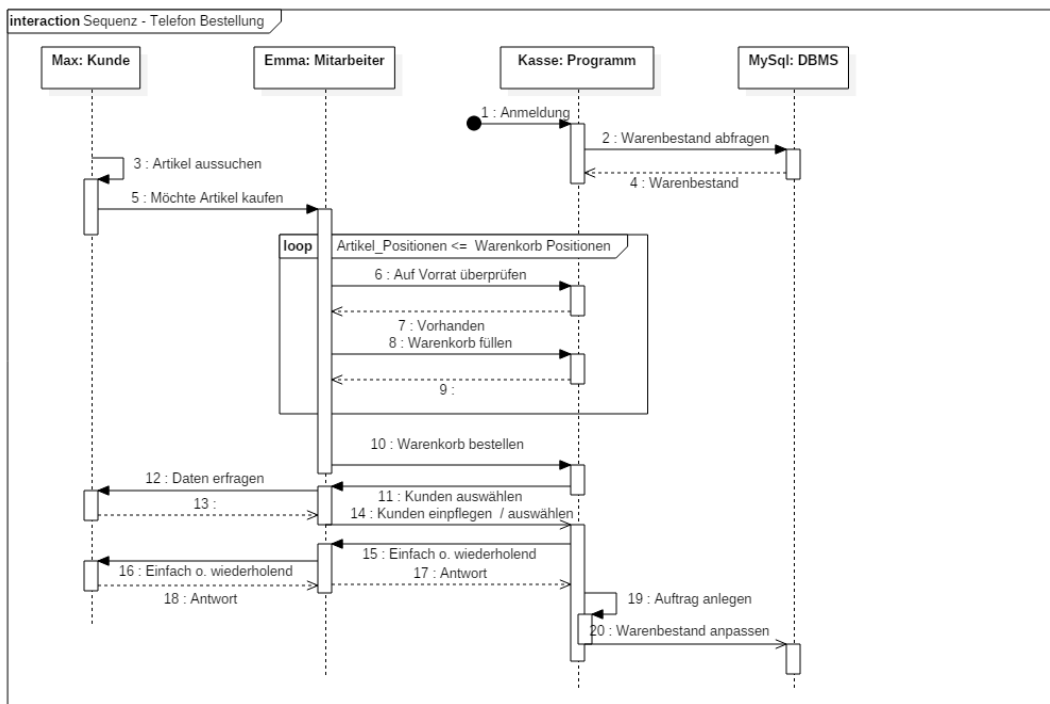 interaction Sequenz - Telefon Bestellung
Max: Kunde
Emma: Mitarbeiter
Kasse: Programm
MySql: DBMS
1 : Anmeldung
2 : Warenbestand abfragen
3 : Artikel aussuchen
4 : Warenbestand
5 : Möchte Artikel kaufen
loop Artikel_Positionen <= Warenkorb Positionen
6 : Auf Vorrat überprüfen
7 : Vorhanden
8 : Warenkorb füllen
9 :
10 : Warenkorb bestellen
12 : Daten erfragen
11 : Kunden auswählen
13 :
14 : Kunden einpflegen / auswählen
15 : Einfach o. wiederholend
16 : Einfach o. wiederholend
17 : Antwort
18 : Antwort
19 : Auftrag anlegen
20 : Warenbestand anpassen